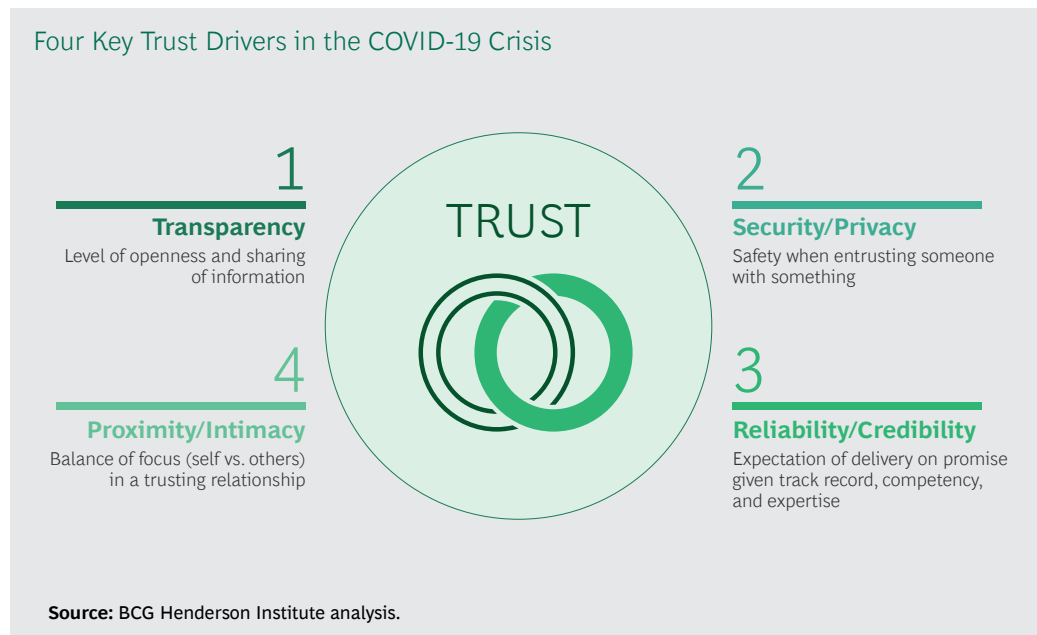 Four Key Trust Drivers in the COVID-19 Crisis
TRUST
1
Transparency
Level of openness and sharing
of information
2
Security/Privacy
Safety when entrusting someone
with something
3
Reliability/Credibility
Expectation of delivery on promise
given track record, competency,
and expertise
4
Proximity/Intimacy
Balance of focus (self vs. others)
in a trusting relationship
Source: BCG Henderson Institute analysis.